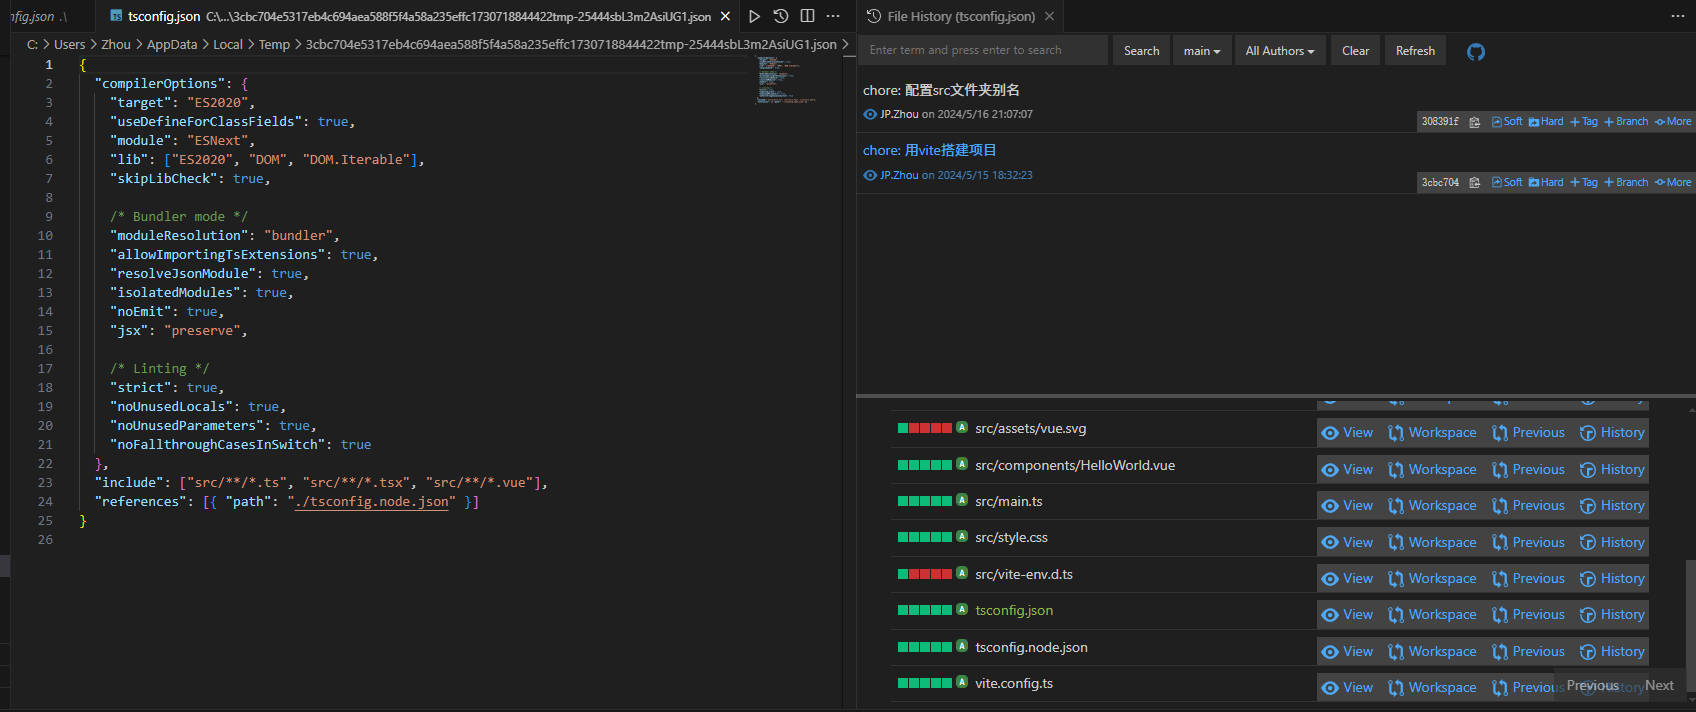 nfig.json .\
tsconfig.json C:\...\3cbc704e5317eb4c694aea588f5f4a58a235effc1730718844422tmp-25444sbL3m2AsiUG1.json
C: > Users > Zhou > AppData > Local > Temp > 3cbc704e5317eb4c694aea588f5f4a58a235effc1730718844422tmp-25444sbL3m2AsiUG1.json >
1 {
2 "compilerOptions": {
3 "target": "ES2020",
4 "useDefineForClassFields": true,
5 "module": "ESNext",
6 "lib": ["ES2020", "DOM", "DOM.Iterable"],
7 "skipLibCheck": true,
8
9 /* Bundler mode */
10 "moduleResolution": "bundler",
11 "allowImportingTsExtensions": true,
12 "resolveJsonModule": true,
13 "isolatedModules": true,
14 "noEmit": true,
15 "jsx": "preserve",
16
17 /* Linting */
18 "strict": true,
19 "noUnusedLocals": true,
20 "noUnusedParameters": true,
21 "noFallthroughCasesInSwitch": true
22 },
23 "include": ["src/**/*.ts", "src/**/*.tsx", "src/**/*.vue"],
24 "references": [{ "path": "./tsconfig.node.json" }]
25 }
26
File History (tsconfig.json)
Enter term and press enter to search Search main All Authors Clear Refresh
chore: 配置src文件夹别名
JP.Zhou on 2024/5/16 21:07:07
308391f Soft Hard Tag Branch More
chore: 用vite搭建项目
JP.Zhou on 2024/5/15 18:32:23
3cbc704 Soft Hard Tag Branch More
A src/assets/vue.svg View Workspace Previous History
A src/components/HelloWorld.vue View Workspace Previous History
A src/main.ts View Workspace Previous History
A src/style.css View Workspace Previous History
A src/vite-env.d.ts View Workspace Previous History
A tsconfig.json View Workspace Previous History
A tsconfig.node.json View Workspace Previous History
A vite.config.ts View Workspace Previous History
Previous Next